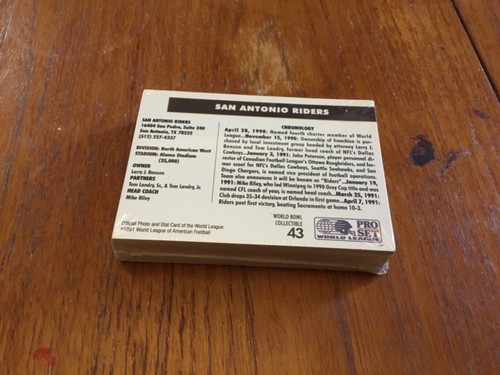 SAN ANTONIO RIDERS
SAN ANTONIO RIDERS
16404 San Pedro, Suite 240
San Antonio, TX 78232
(512) 227-4357
DIVISION: North American West
STADIUM: Alamo Stadium
(25,000)
OWNER
Larry J. Benson
PARTNERS
Tom Landry Sr., & Tom Landry, Jr.
HEAD COACH
Mike Riley
CHRONOLOGY
April 28, 1990: Named fourth charter member of World
League...November 15, 1990: Ownership of franchise is pur-
chased by local investment group headed by attorney Larry J.
Benson and Tom Landry, former head coach of NFL's Dallas
Cowboys...January 3, 1991: John Peterson, player personnel di-
rector of Canadian Football League's Ottawa Roughriders, and for-
mer scout for NFL's Dallas Cowboys, Seattle Seahawks, and San
Diego Chargers, is named vice president of football operations.
Team also announces it will be known as "Riders"...January 19,
1991: Mike Riley, who led Winnipeg to 1990 Grey Cup title and was
named CFL coach of year, is named head coach...March 25, 1991:
Club drops 35-34 decision at Orlando in first game...April 7, 1991:
Riders post first victory, beating Sacramento at home 10-3.
Official Photo and Stat Card of the World League
©1991 World League of American Football
WORLD BOWL
COLLECTIBLE
43
PRO
SET
WORLD LEAGUE